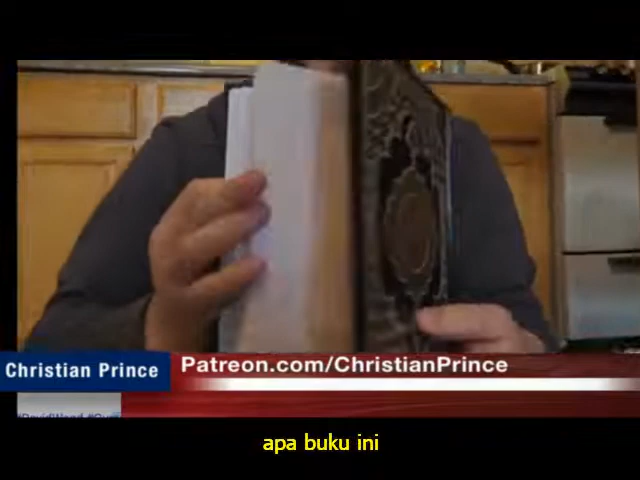 Christian Prince
Patreon.com/ChristianPrince
apa buku ini